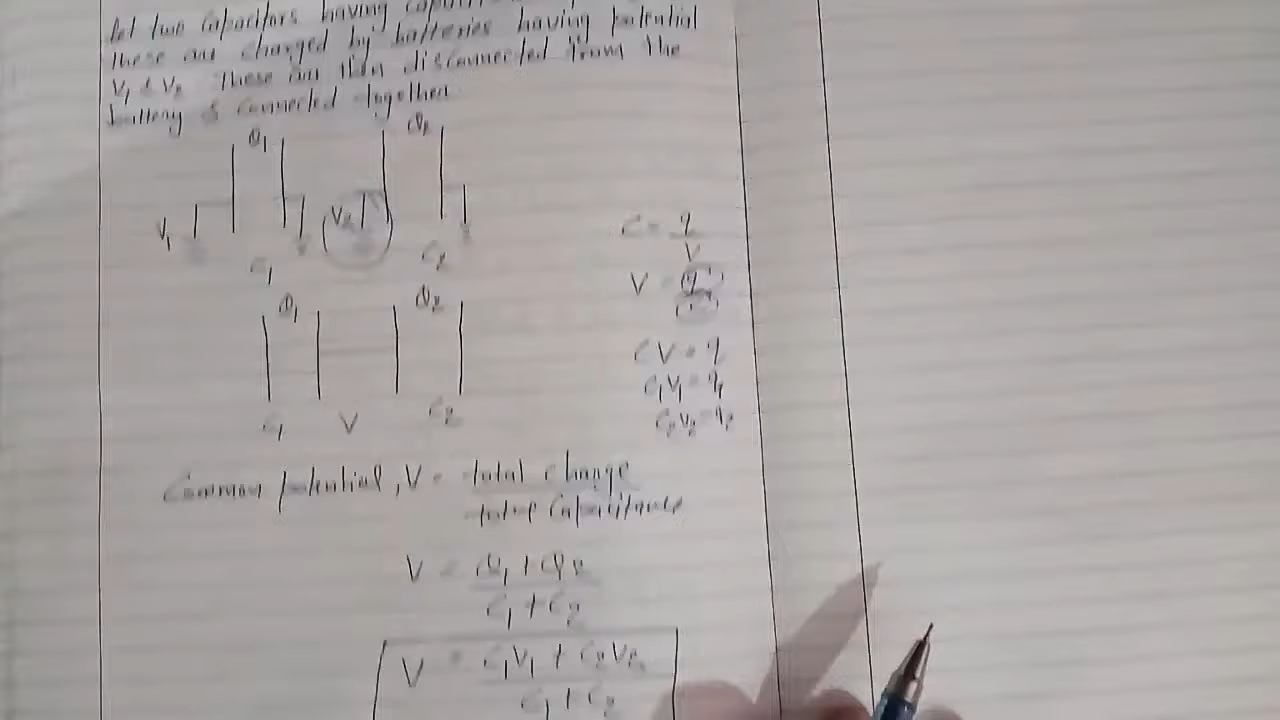 let two capacitors having
these are charged by batteries having potential
V₁ & V₂ These are then disconnected from the
battery & connected together
Q₁ Q₂
V₁ V₂
C₁ C₂
Q₁ Q₂
C₁ V C₂
C = q/V
V = q
CV = q
C₁V₁ = q₁
C₂V₂ = q₂
Common potential, V = total charge
total Capacitance
V = Q₁ + Q₂
C₁ + C₂
V = C₁V₁ + C₂V₂
C₁ + C₂